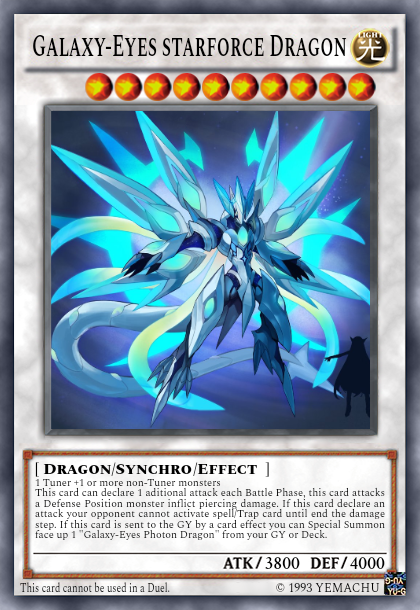 GALAXY-EYES STARFORCE DRAGON
LIGHT
光
[ DRAGON/SYNCHRO/EFFECT ]
1 Tuner +1 or more non-Tuner monsters
This card can declare 1 aditional attack each Battle Phase, this card attacks
a Defense Position monster inflict piercing damage. If this card declare an
attack your opponent cannot activate spell/Trap card until end the damage
step. If this card is sent to the GY by a card effect you can Special Summon
face up 1 "Galaxy-Eyes Photon Dragon" from your GY or Deck.
ATK/3800 DEF/4000
This card cannot be used in a Duel.
© 1993 YEMACHU
YU-G